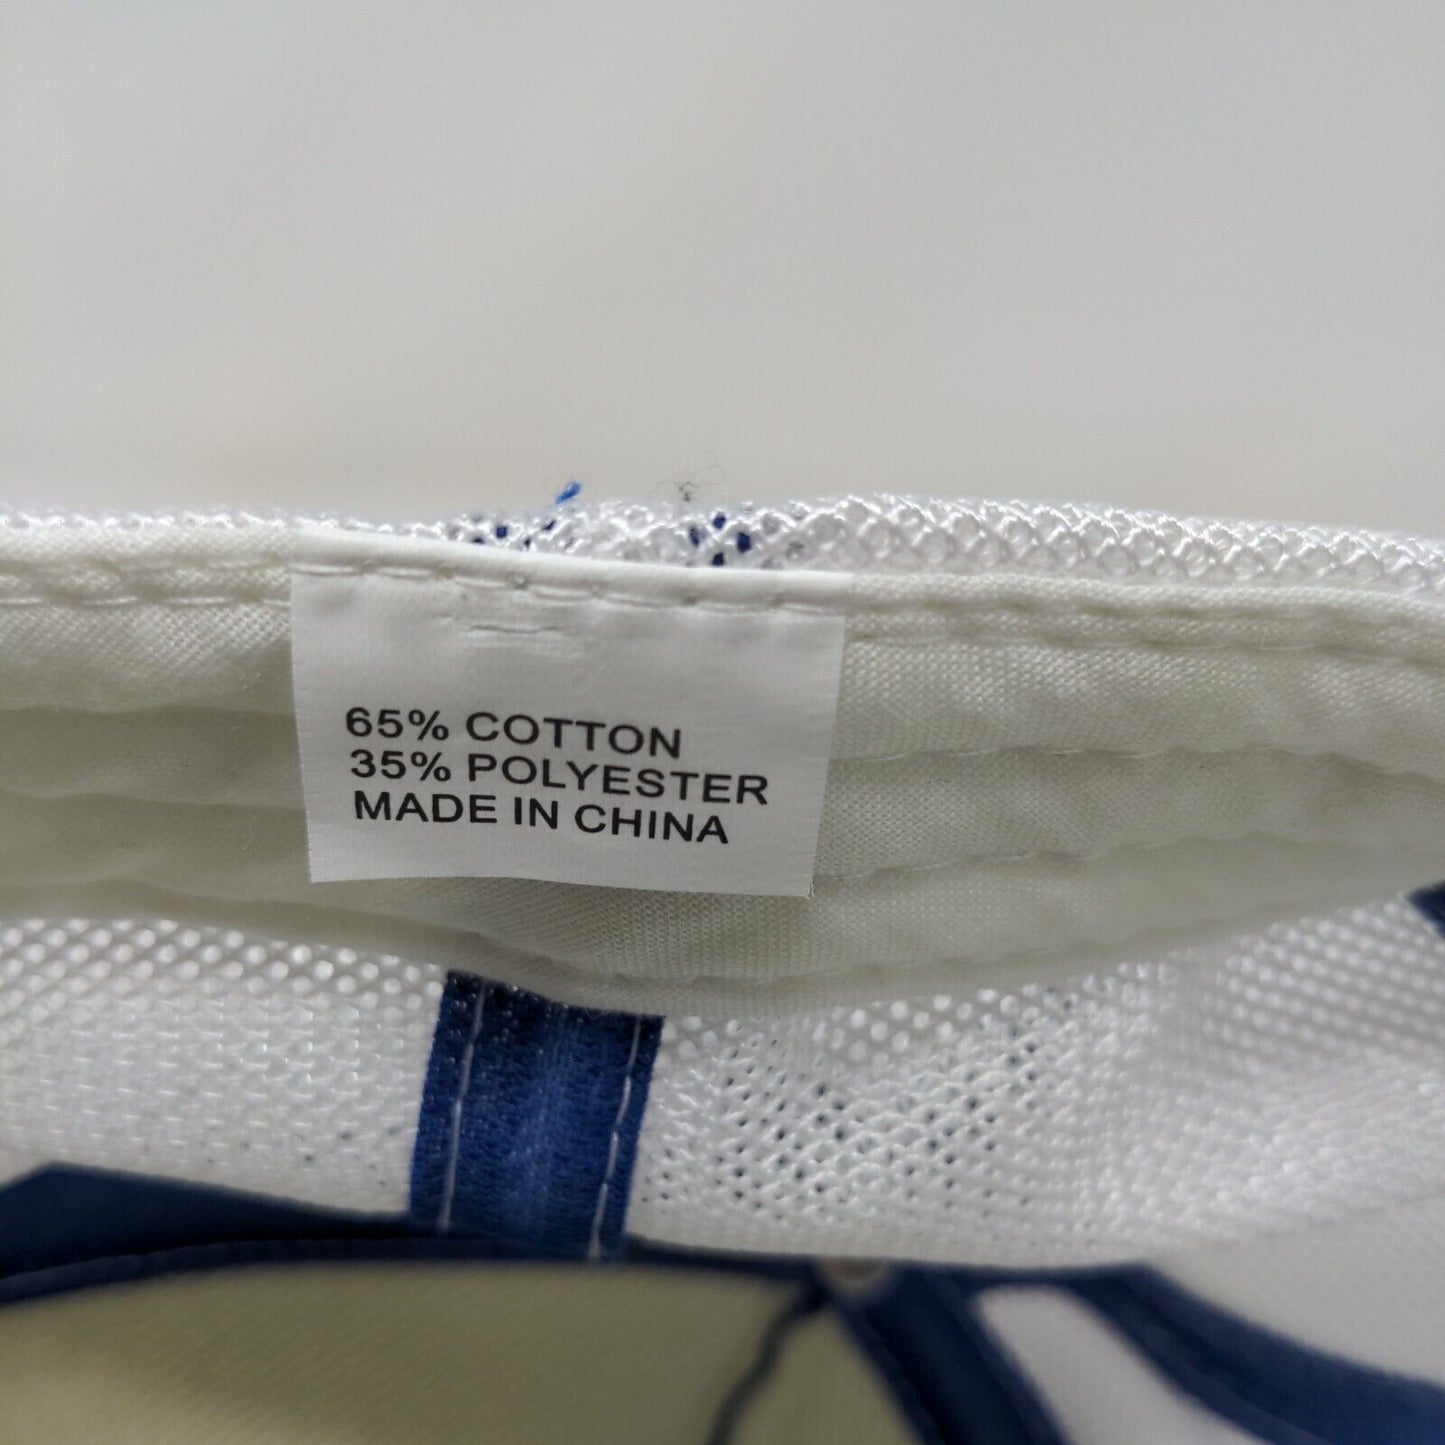 65% COTTON
35% POLYESTER
MADE IN CHINA